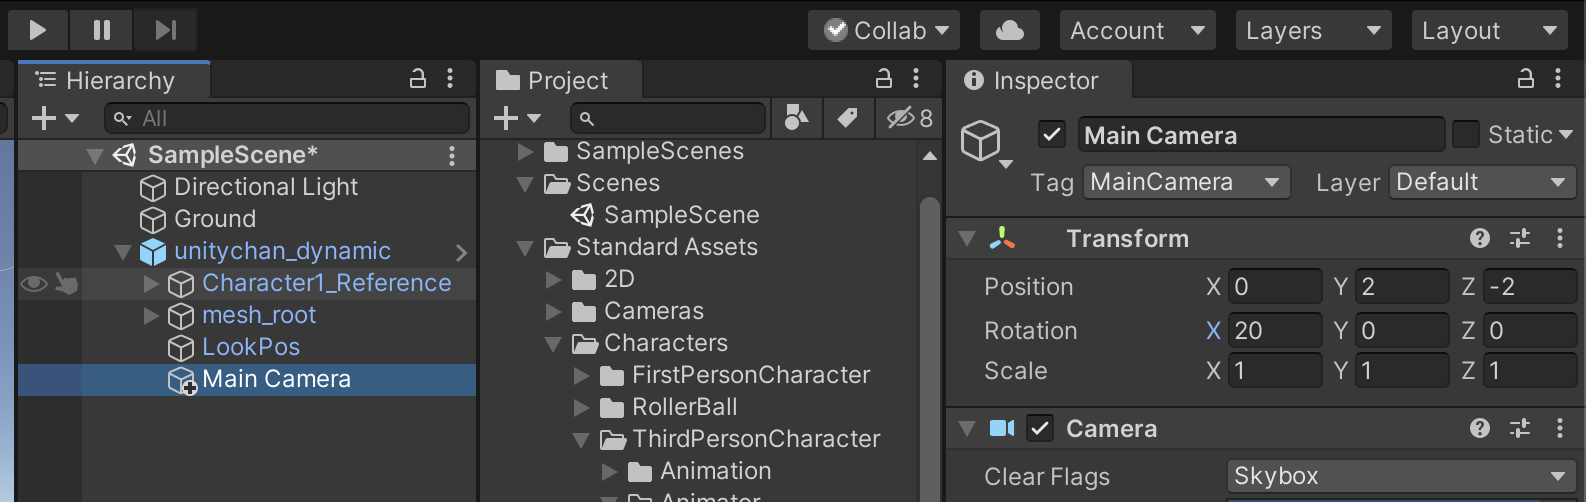 Collab
Account
Layers
Layout
Hierarchy
All
SampleScene*
Directional Light
Ground
unitychan_dynamic
Character1_Reference
mesh_root
LookPos
Main Camera
Project
8
SampleScenes
Scenes
SampleScene
Standard Assets
2D
Cameras
Characters
FirstPersonCharacter
RollerBall
ThirdPersonCharacter
Animation
Animator
Inspector
Main Camera Static
Tag MainCamera Layer Default
Transform
Position X 0 Y 2 Z -2
Rotation X 20 Y 0 Z 0
Scale X 1 Y 1 Z 1
Camera
Clear Flags Skybox